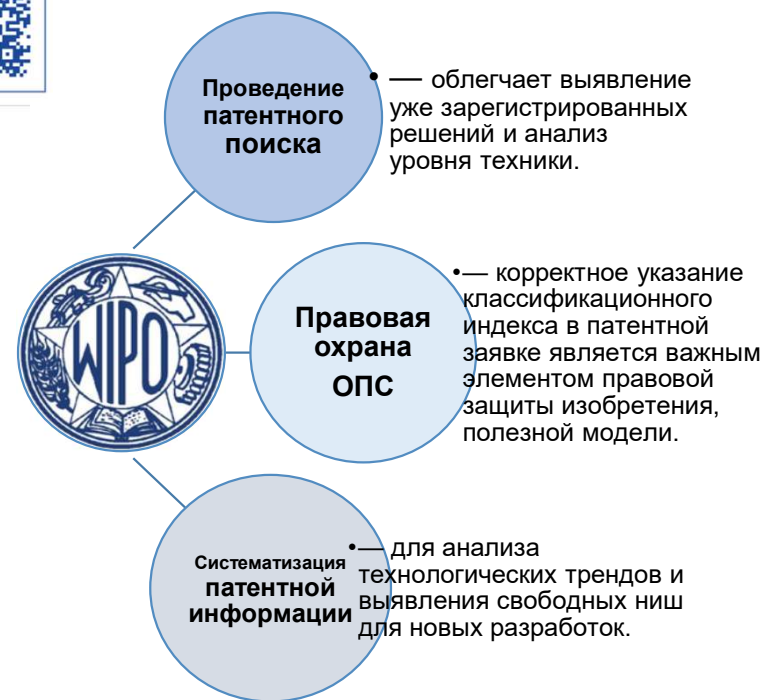 Проведение
патентного
поиска
• — облегчает выявление
уже зарегистрированных
решений и анализ
уровня техники.
WIPO
Правовая
охрана
ОПС
•— корректное указание
классификационного
индекса в патентной
заявке является важным
элементом правовой
защиты изобретения,
полезной модели.
Систематизация
патентной
информации
•— для анализа
технологических трендов и
выявления свободных ниш
для новых разработок.